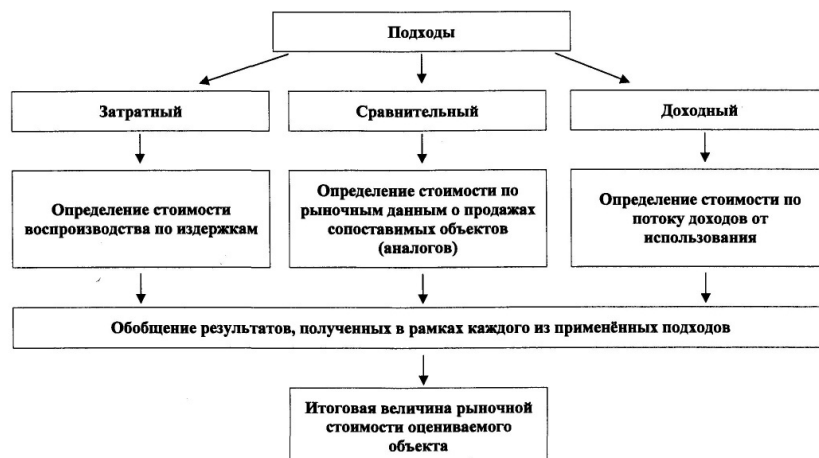 Подходы
Затратный
Сравнительный
Доходный
Определение стоимости
воспроизводства по издержкам
Определение стоимости по
рыночным данным о продажах
сопоставимых объектов
(аналогов)
Определение стоимости по
потоку доходов от
использования
Обобщение результатов, полученных в рамках каждого из применённых подходов
Итоговая величина рыночной
стоимости оцениваемого
объекта